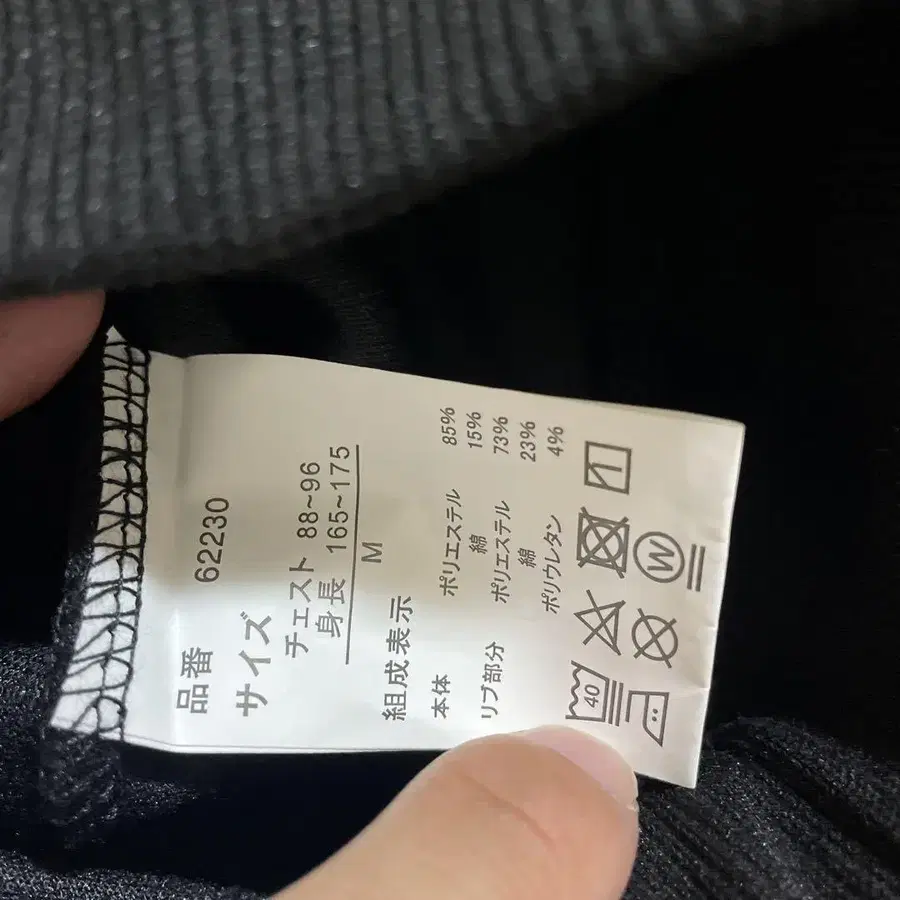 品番 62230
サイズ
チェスト 88~96
身長 165~175
M
組成表示
本体 ポリエステル 85%
綿 15%
リブ部分 ポリエステル 73%
綿 23%
ポリウレタン 4%
40
W